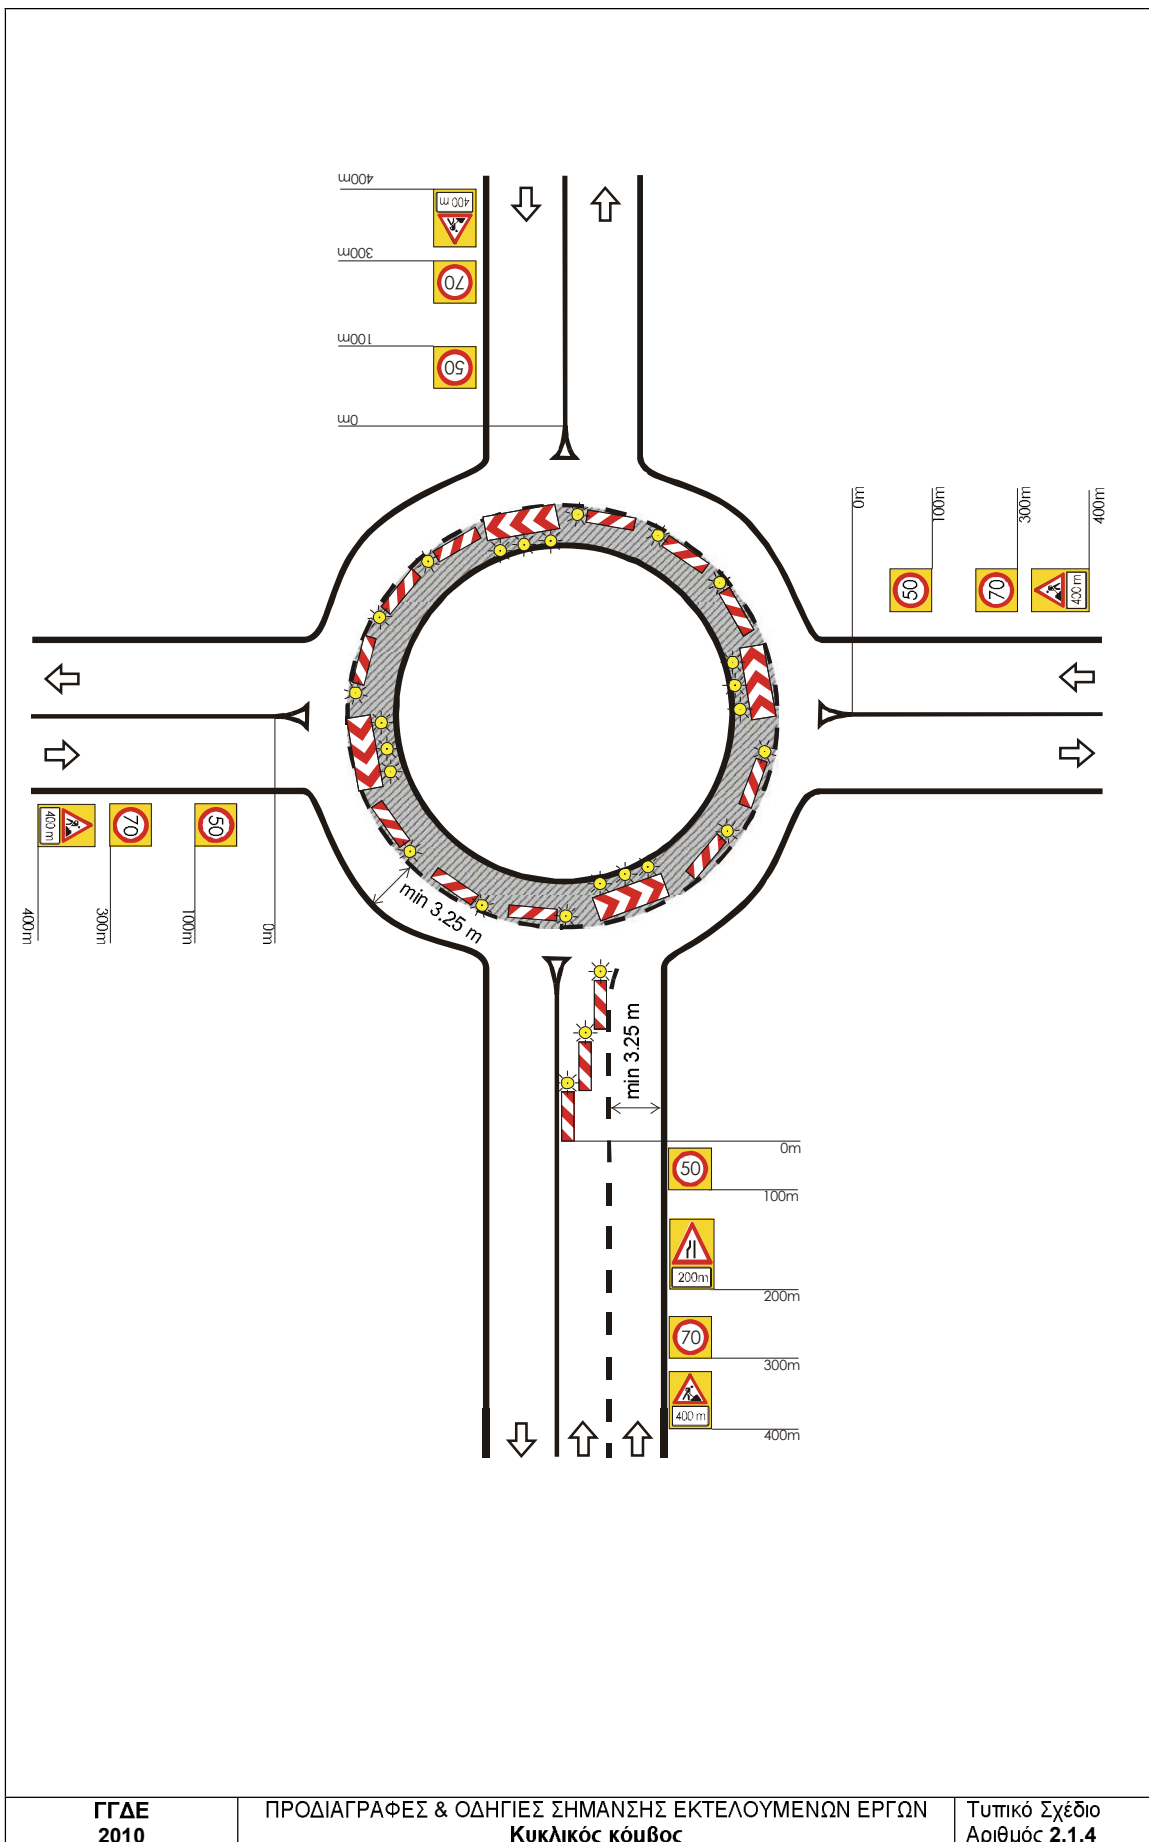 400m
400 m
300m
70
100m
50
0m
0m
100m
300m
400m
50
70
400 m
400 m
70
50
400m
300m
100m
0m
min 3.25 m
min 3.25 m
0m
50
100m
200m
200m
70
300m
400 m
400m
ΓΓΔΕ
2010
ΠΡΟΔΙΑΓΡΑΦΕΣ & ΟΔΗΓΙΕΣ ΣΗΜΑΝΣΗΣ ΕΚΤΕΛΟΥΜΕΝΩΝ ΕΡΓΩΝ
Κυκλικός κόμβος
Τυπικό Σχέδιο
Αριθμός 2.1.4